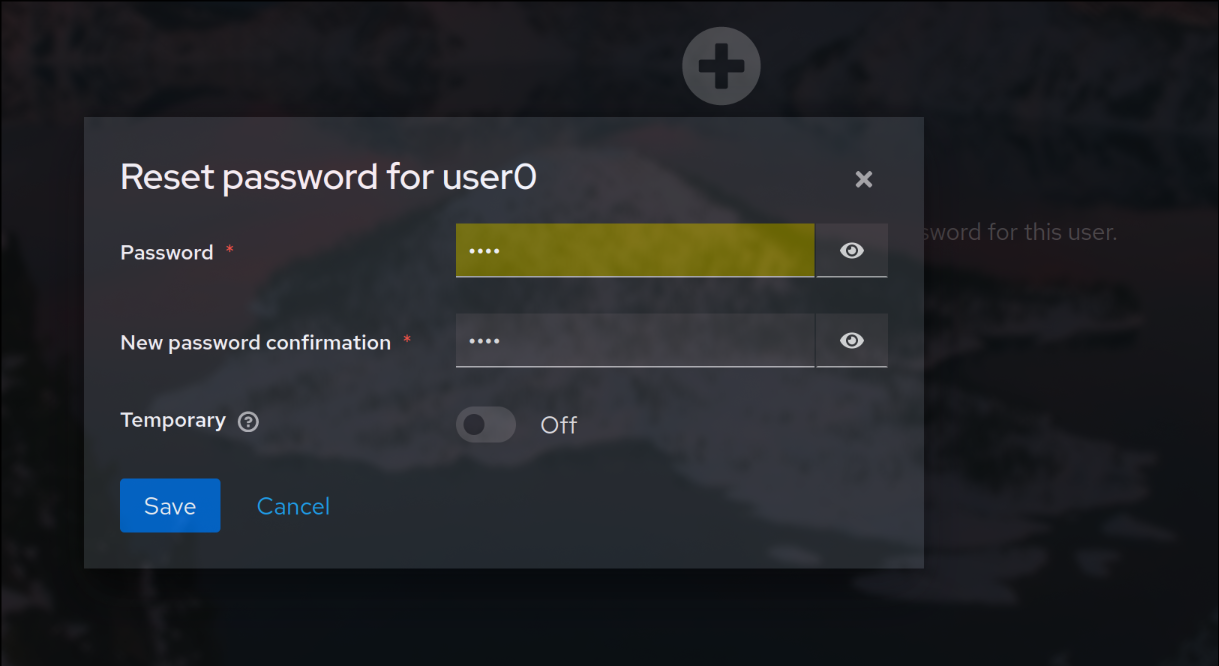 Reset password for user0
sword for this user.
Password *
••••
New password confirmation *
••••
Temporary
Off
Save
Cancel